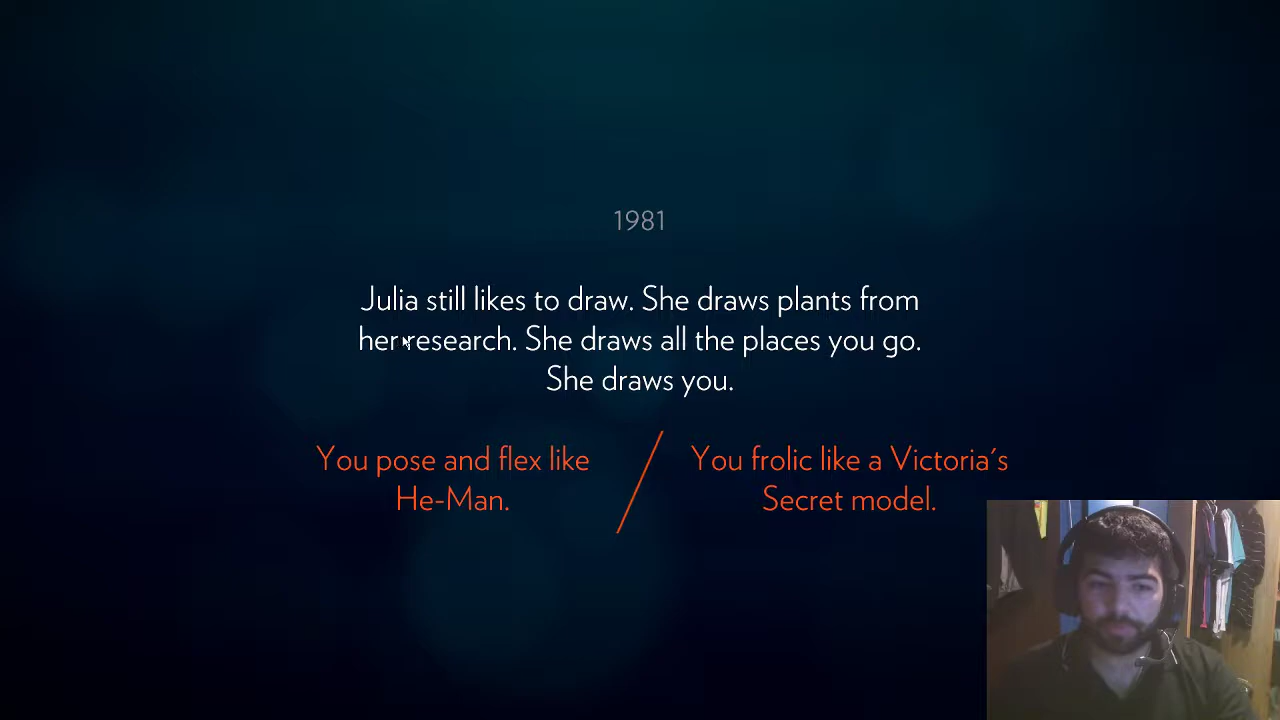 1981
Julia still likes to draw. She draws plants from
her research. She draws all the places you go.
She draws you.
You pose and flex like
He-Man.
You frolic like a Victoria's
Secret model.